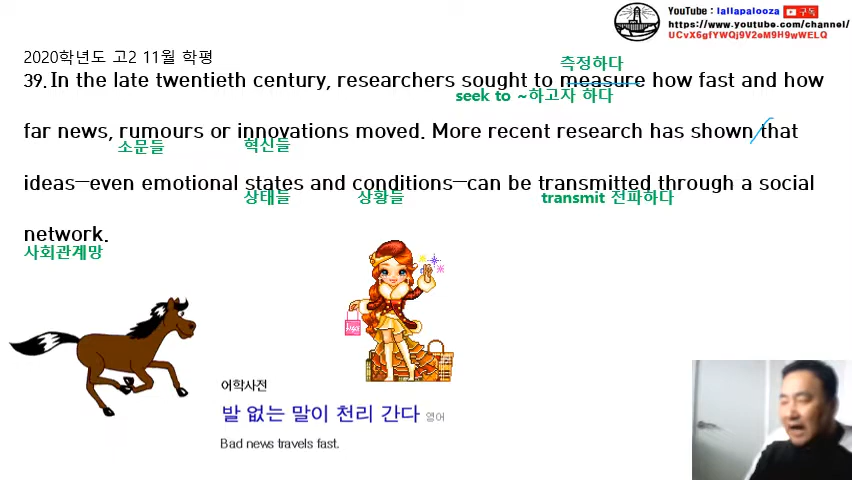 YouTube : lallapalooza 구독
https://www.youtube.com/channel/
UCvX6gfYWQj9V2eM9H9wWELQ
2020학년도 고2 11월 학평
측정하다
39. In the late twentieth century, researchers sought to measure how fast and how
seek to ~하고자 하다
far news, rumours or innovations moved. More recent research has shown that
소문들 혁신들
ideas—even emotional states and conditions—can be transmitted through a social
상태들 상황들 transmit 전파하다
network.
사회관계망
어학사전
발 없는 말이 천리 간다 영어
Bad news travels fast.